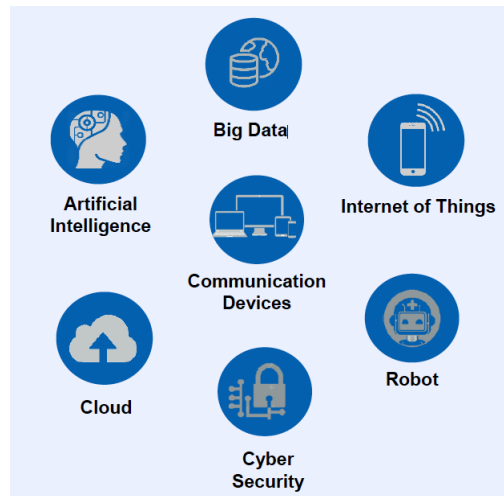 Big Data
Artificial
Intelligence
Internet of Things
Communication
Devices
Cloud
Robot
Cyber
Security